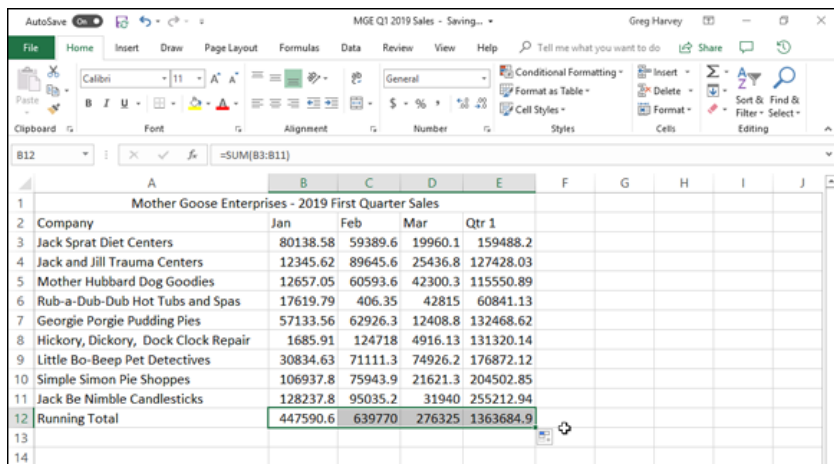 AutoSave On MGE Q1 2019 Sales - Saving... Greg Harvey
File Home Insert Draw Page Layout Formulas Data Review View Help Tell me what you want to do Share
Paste
Calibri 11 A A
B I U A
General
$ % ,
Conditional Formatting
Format as Table
Cell Styles
Insert
Delete
Format
Σ
Sort & Filter
Find & Select
Clipboard Font Alignment Number Styles Cells Editing
B12 fx =SUM(B3:B11)
A B C D E F G H I J
1 Mother Goose Enterprises - 2019 First Quarter Sales
2 Company Jan Feb Mar Qtr 1
3 Jack Sprat Diet Centers 80138.58 59389.6 19960.1 159488.2
4 Jack and Jill Trauma Centers 12345.62 89645.6 25436.8 127428.03
5 Mother Hubbard Dog Goodies 12657.05 60593.6 42300.3 115550.89
6 Rub-a-Dub-Dub Hot Tubs and Spas 17619.79 406.35 42815 60841.13
7 Georgie Porgie Pudding Pies 57133.56 62926.3 12408.8 132468.62
8 Hickory, Dickory, Dock Clock Repair 1685.91 124718 4916.13 131320.14
9 Little Bo-Beep Pet Detectives 30834.63 71111.3 74926.2 176872.12
10 Simple Simon Pie Shoppes 106937.8 75943.9 21621.3 204502.85
11 Jack Be Nimble Candlesticks 128237.8 95035.2 31940 255212.94
12 Running Total 447590.6 639770 276325 1363684.9
13
14